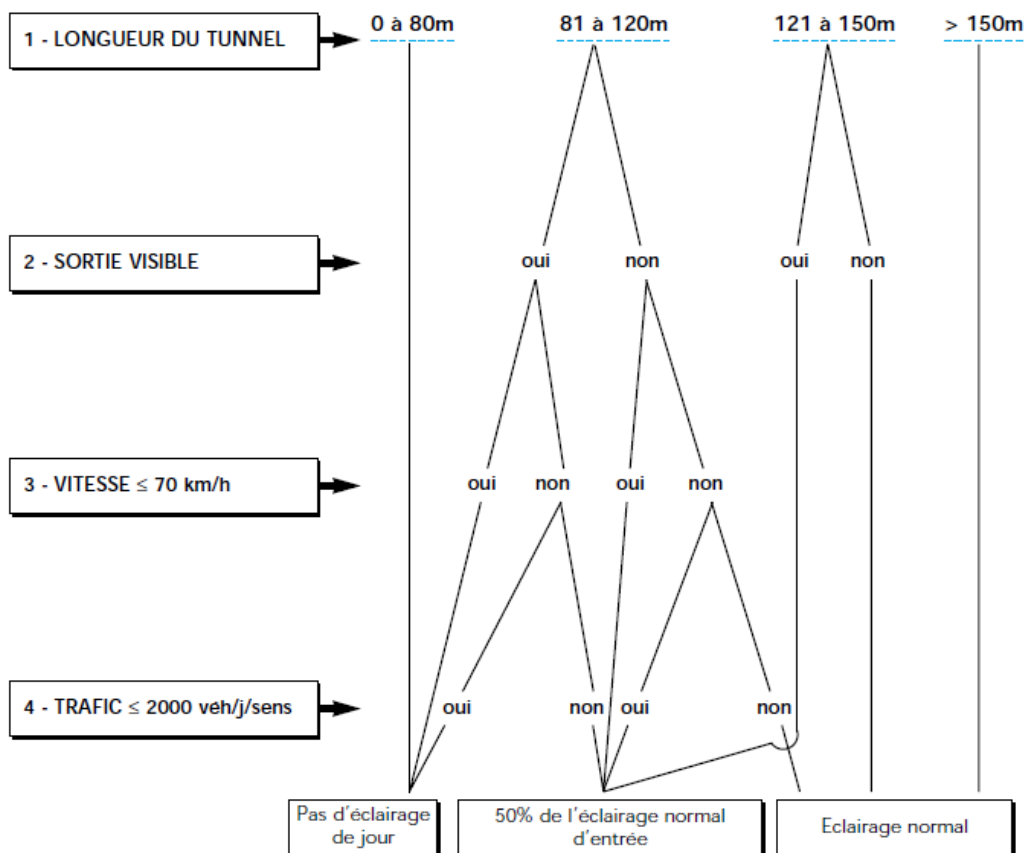 1 - LONGUEUR DU TUNNEL
0 à 80m 81 à 120m 121 à 150m > 150m
2 - SORTIE VISIBLE
oui non oui non
3 - VITESSE ≤ 70 km/h
oui non oui non
4 - TRAFIC ≤ 2000 véh/j/sens
oui non oui non
Pas d'éclairage
de jour
50% de l'éclairage normal
d'entrée
Eclairage normal